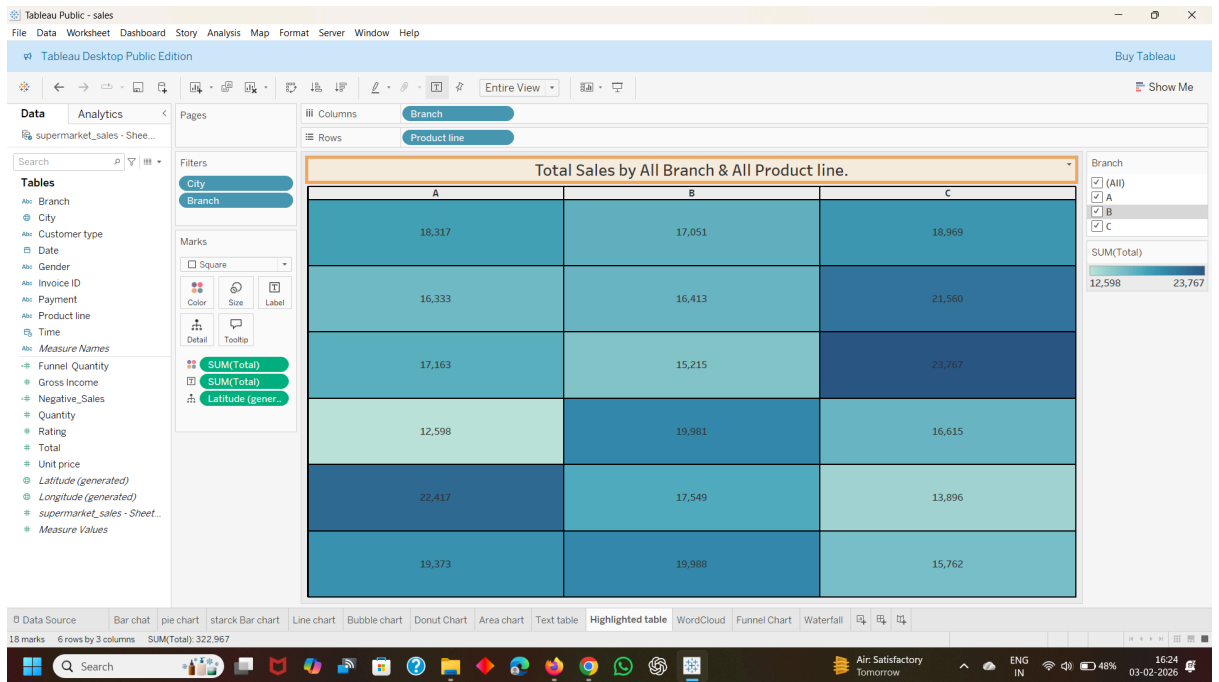 Tableau Public - sales
File Data Worksheet Dashboard Story Analysis Map Format Server Window Help
Tableau Desktop Public Edition
Buy Tableau
Entire View
Show Me
Data Analytics
supermarket_sales - Shee...
Search
Tables
Abc Branch
City
Abc Customer type
Date
Abc Gender
Abc Invoice ID
Abc Payment
Abc Product line
Time
Abc Measure Names
Funnel Quantity
Gross Income
Negative_Sales
Quantity
Rating
Total
Unit price
Latitude (generated)
Longitude (generated)
supermarket_sales - Sheet...
Measure Values
Pages
Filters
City
Branch
Marks
Square
Color Size Label
Detail Tooltip
SUM(Total)
SUM(Total)
Latitude (gener..
Columns Branch
Rows Product line
Total Sales by All Branch & All Product line.
A B C
18,317 17,051 18,969
16,333 16,413 21,560
17,163 15,215 23,767
12,598 19,981 16,615
22,417 17,549 13,896
19,373 19,988 15,762
Branch
(All)
A
B
C
SUM(Total)
12,598 23,767
Data Source Bar chat pie chart starck Bar chart Line chart Bubble chart Donut Chart Area chart Text table Highlighted table WordCloud Funnel Chart Waterfall
18 marks 6 rows by 3 columns SUM(Total): 322,967
Search
Air: Satisfactory
Tomorrow
ENG
IN
48%
16:24
03-02-2026